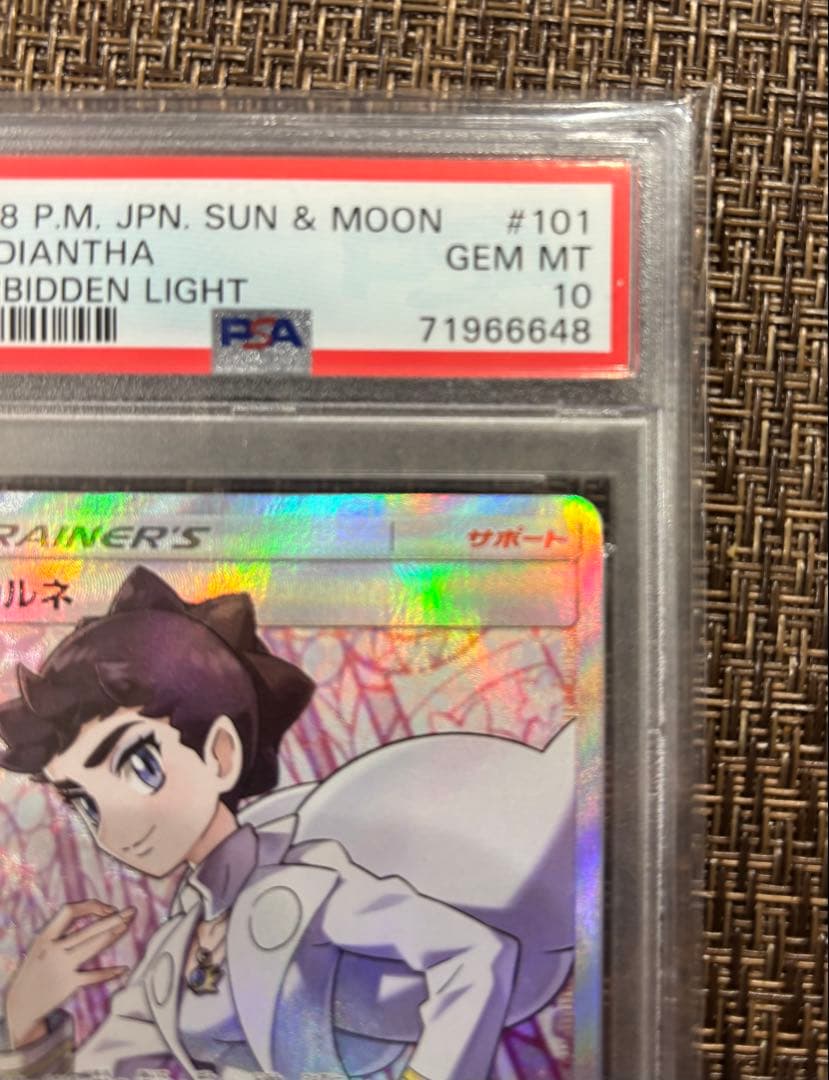 8 P.M. JPN. SUN & MOON #101
DIANTHA GEM MT
BIDDEN LIGHT 10
PSA 71966648
RAINER'S サポート
ルネ